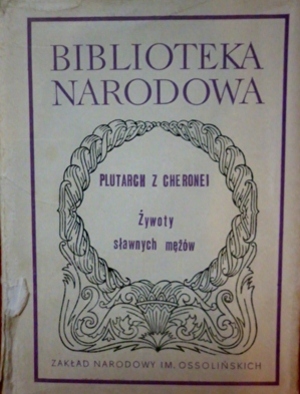 BIBLIOTEKA
NARODOWA
PLUTARCH Z CHERONEI
Żywoty
sławnych mężów
ZAKŁAD NARODOWY IM. OSSOLIŃSKICH